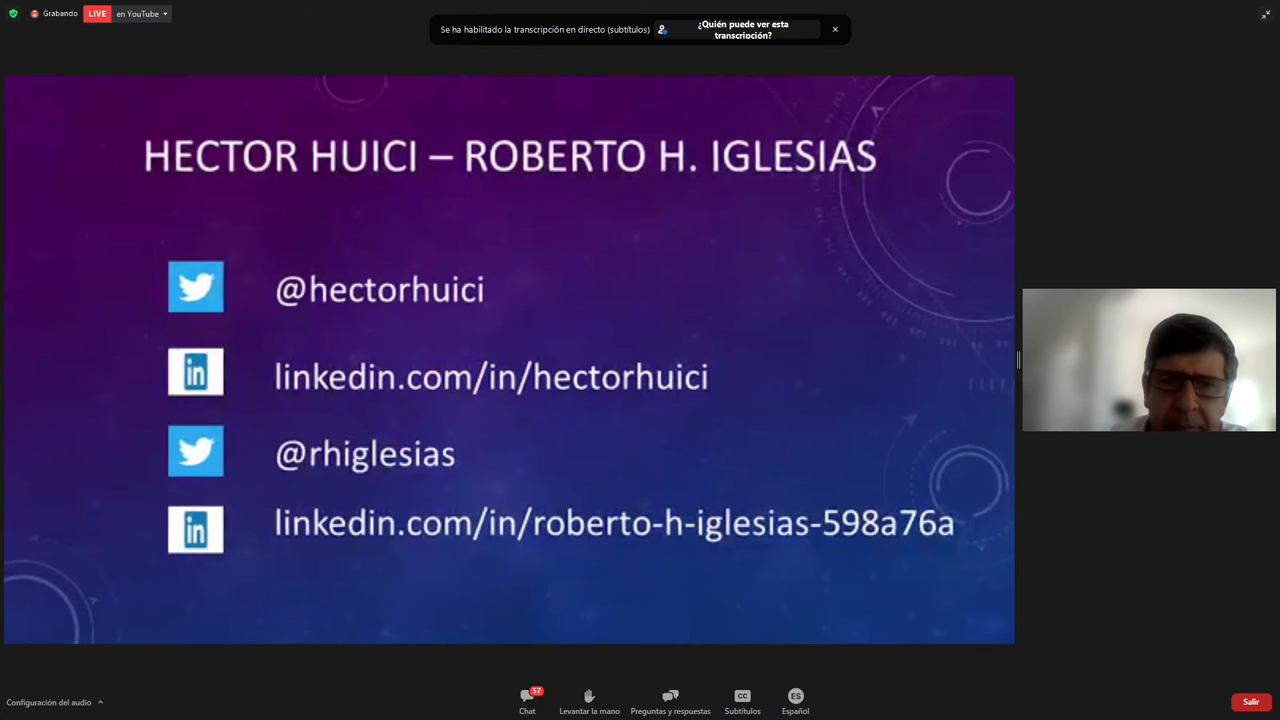 Grabando
LIVE
en YouTube
Se ha habilitado la transcripción en directo (subtítulos)
¿Quién puede ver esta
transcripción?
HECTOR HUICI – ROBERTO H. IGLESIAS
@hectorhuici
in
linkedin.com/in/hectorhuici
@rhiglesias
in
linkedin.com/in/roberto-h-iglesias-598a76a
Configuración del audio
57
Chat
Levantar la mano
Preguntas y respuestas
CC
Subtítulos
ES
Español
Salir